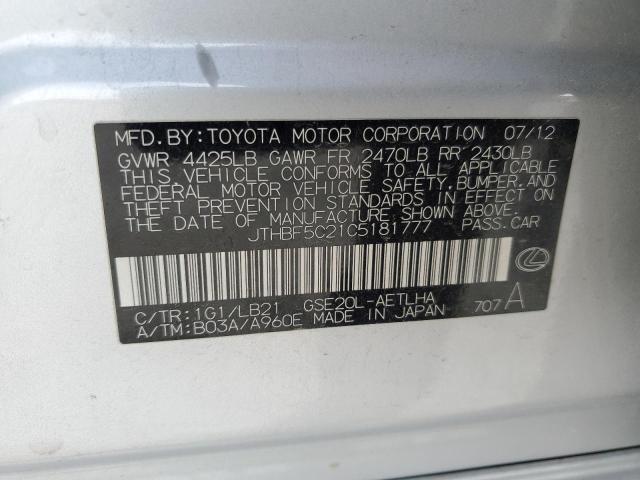 MFD.BY:TOYOTA MOTOR CORPORATION 07/12
GVWR 4425LB GAWR FR 2470LB RR 2430LB
THIS VEHICLE CONFORMS TO ALL APPLICABLE
FEDERAL MOTOR VEHICLE SAFETY,BUMPER,AND
THEFT PREVENTION STANDARDS IN EFFECT ON
THE DATE OF MANUFACTURE SHOWN ABOVE.
JTHBF5C21C5181777 PASS.CAR
C/TR:1G1/LB21 GSE20L-AETLHA
A/TM:B03A/A960E MADE IN JAPAN 707 A